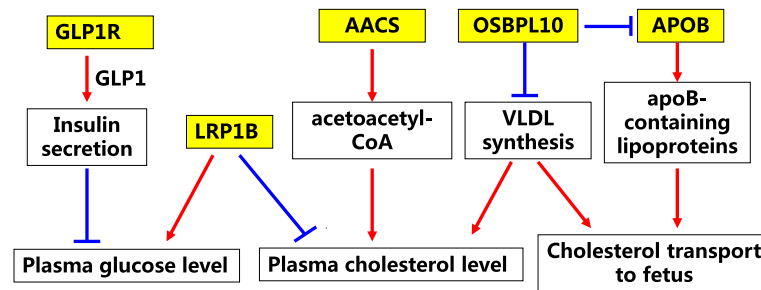 GLP1R
AACS
OSBPL10
APOB
GLP1
Insulin
secretion
LRP1B
acetoacetyl-
CoA
VLDL
synthesis
apoB-
containing
lipoproteins
Plasma glucose level
Plasma cholesterol level
Cholesterol transport
to fetus